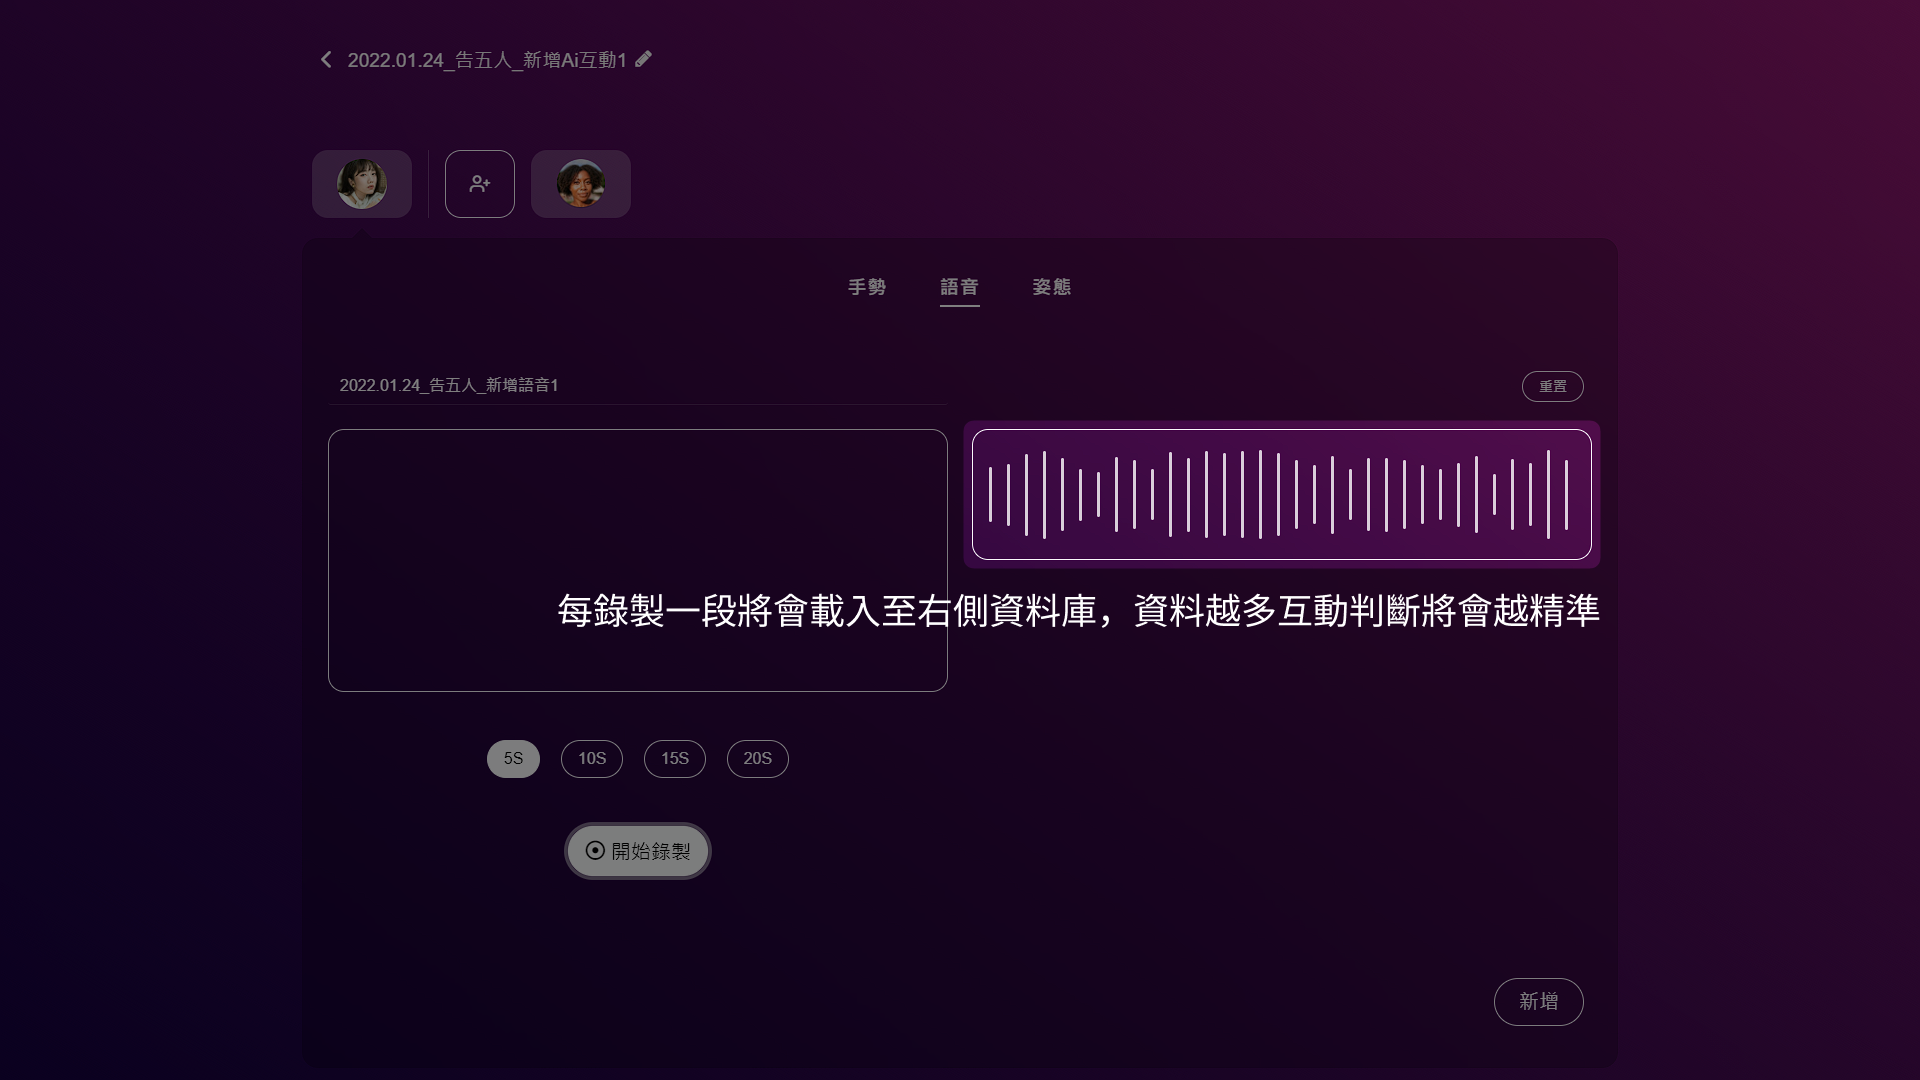 2022.01.24_告五人_新增Ai互動1
手勢
語音
姿態
2022.01.24_告五人_新增語音1
重置
每錄製一段將會載入至右側資料庫，資料越多互動判斷將會越精準
5S
10S
15S
20S
開始錄製
新增